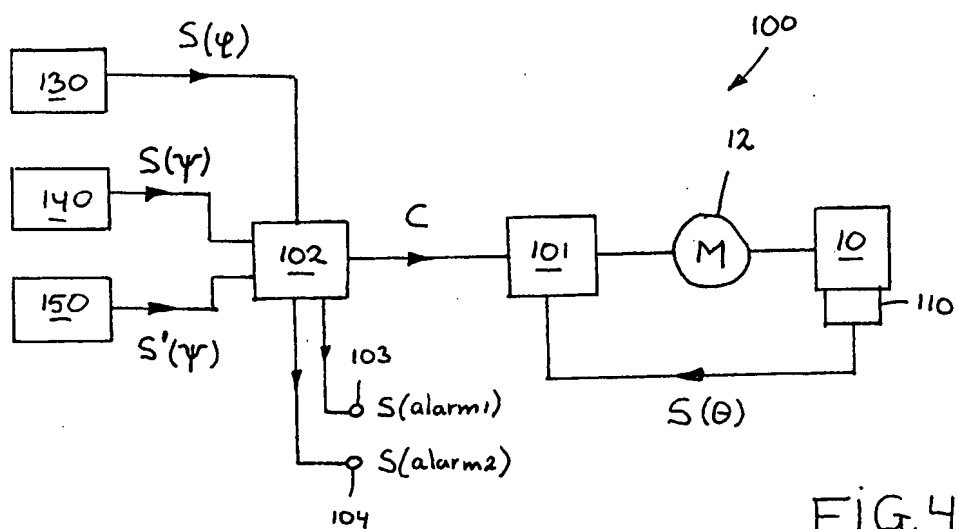 100
S(φ)
130
12
S(ψ)
140
C
102
101
M
10
150
110
S'(ψ)
103
S(alarm1)
S(θ)
S(alarm2)
104
FIG.4